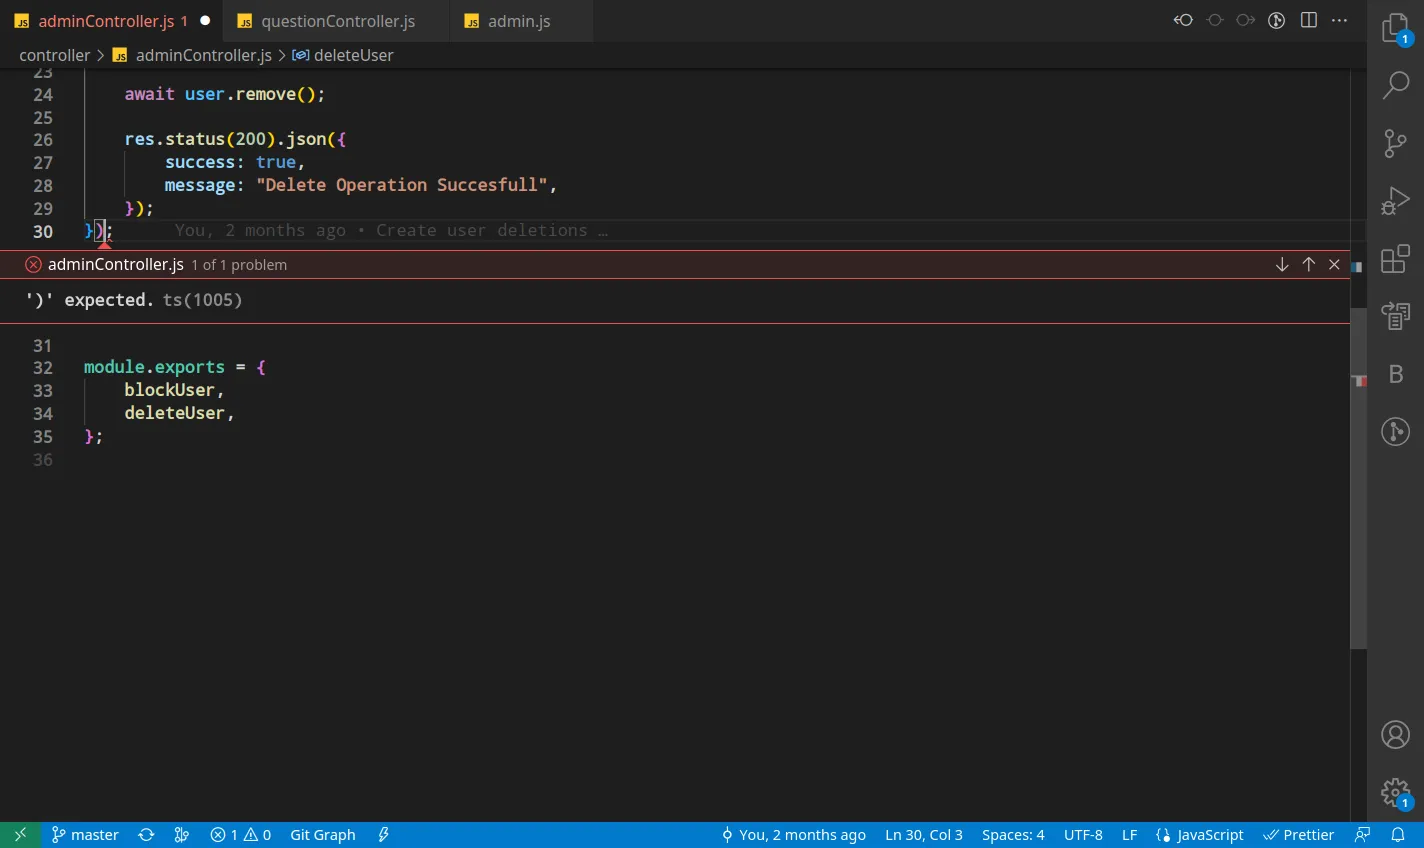 JS adminController.js 1 JS questionController.js JS admin.js
controller > JS adminController.js > deleteUser
23
24 await user.remove();
25
26 res.status(200).json({
27 success: true,
28 message: "Delete Operation Succesfull",
29 });
30 }); You, 2 months ago • Create user deletions …
adminController.js 1 of 1 problem
')' expected. ts(1005)
31
32 module.exports = {
33 blockUser,
34 deleteUser,
35 };
36
1
B
1
master 1 0 Git Graph You, 2 months ago Ln 30, Col 3 Spaces: 4 UTF-8 LF JavaScript Prettier